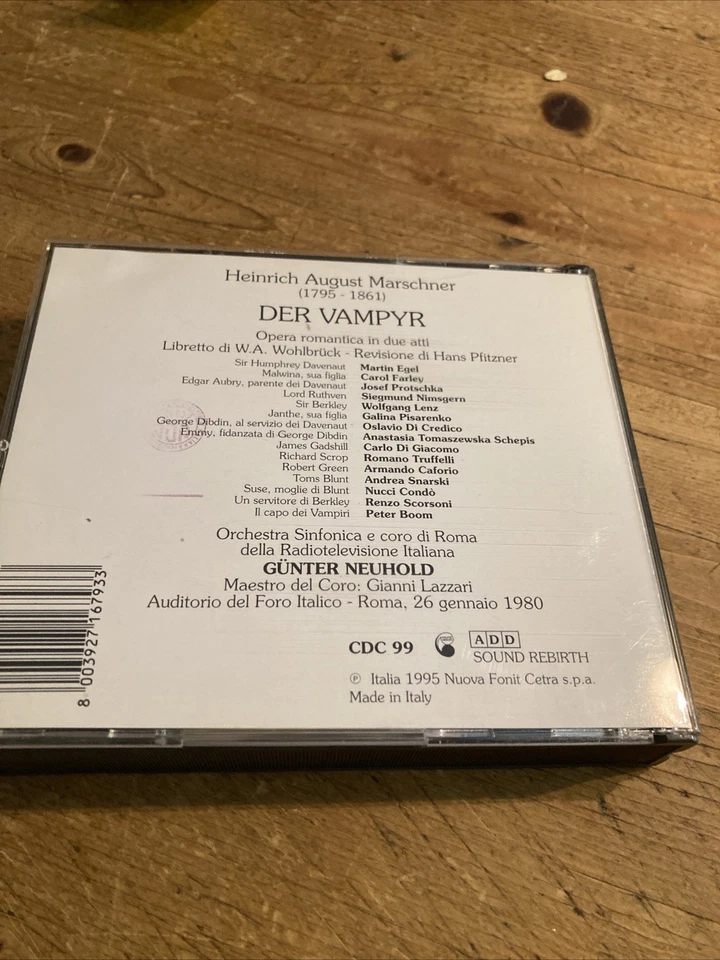 Heinrich August Marschner
(1795 - 1861)
DER VAMPYR
Opera romantica in due atti
Libretto di W.A. Wohlbrück - Revisione di Hans Pfitzner
Sir Humphrey Davenaut Martin Egel
Malwina, sua figlia Carol Farley
Edgar Aubry, parente dei Davenaut Josef Protschka
Lord Ruthven Siegmund Nimsgern
Sir Berkley Wolfgang Lenz
Janthe, sua figlia Galina Pisarenko
George Dibdin, al servizio dei Davenaut Oslavio Di Credico
Emmy, fidanzata di George Dibdin Anastasia Tomaszewska Schepis
James Gadshill Carlo Di Giacomo
Richard Scrop Romano Truffelli
Robert Green Armando Caforio
Toms Blunt Andrea Snarski
Suse, moglie di Blunt Nucci Condò
Un servitore di Berkley Renzo Scorsoni
Il capo dei Vampiri Peter Boom
Orchestra Sinfonica e coro di Roma
della Radiotelevisione Italiana
GÜNTER NEUHOLD
Maestro del Coro: Gianni Lazzari
Auditorio del Foro Italico - Roma, 26 gennaio 1980
CDC 99 ADD
SOUND REBIRTH
℗ Italia 1995 Nuova Fonit Cetra s.p.a.
Made in Italy
8 003927 167933